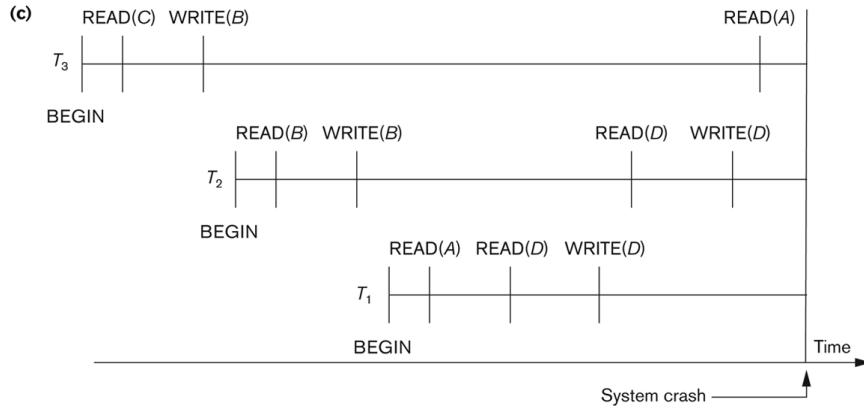 (c)
READ(C) WRITE(B) READ(A)
T3
BEGIN
READ(B) WRITE(B) READ(D) WRITE(D)
T2
BEGIN
READ(A) READ(D) WRITE(D)
T1
BEGIN
Time
System crash